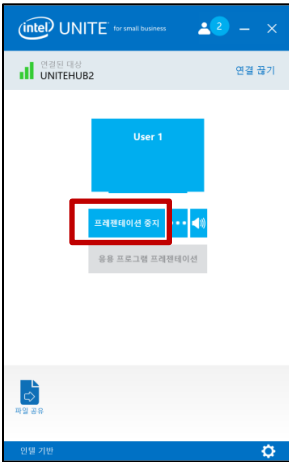 intel UNITE for small business 2
연결된 대상
UNITEHUB2
연결 끊기
User 1
프레젠테이션 중지
응용 프로그램 프레젠테이션
파일 공유
인텔 기반